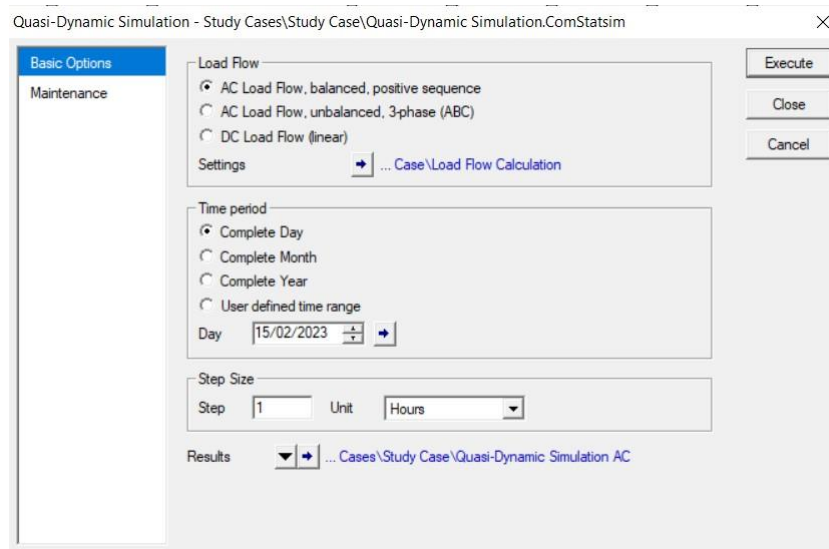 Quasi-Dynamic Simulation - Study Cases\Study Case\Quasi-Dynamic Simulation.ComStatsim
Basic Options
Maintenance
Load Flow
AC Load Flow, balanced, positive sequence
AC Load Flow, unbalanced, 3-phase (ABC)
DC Load Flow (linear)
Settings ... Case\Load Flow Calculation
Time period
Complete Day
Complete Month
Complete Year
User defined time range
Day 15/02/2023
Step Size
Step 1 Unit Hours
Results ... Cases\Study Case\Quasi-Dynamic Simulation AC
Execute
Close
Cancel